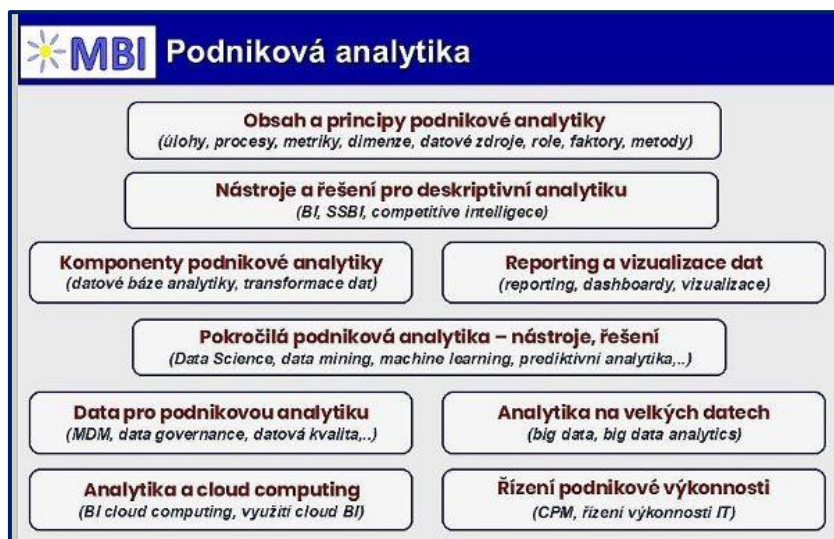 MBI Podniková analytika
Obsah a principy podnikové analytiky
(úlohy, procesy, metriky, dimenze, datové zdroje, role, faktory, metody)
Nástroje a řešení pro deskriptivní analytiku
(BI, SSBI, competitive intelligece)
Komponenty podnikové analytiky
(datové báze analytiky, transformace dat)
Reporting a vizualizace dat
(reporting, dashboardy, vizualizace)
Pokročilá podniková analytika – nástroje, řešení
(Data Science, data mining, machine learning, prediktivní analytika,..)
Data pro podnikovou analytiku
(MDM, data governance, datová kvalita,..)
Analytika na velkých datech
(big data, big data analytics)
Analytika a cloud computing
(BI cloud computing, využití cloud BI)
Řízení podnikové výkonnosti
(CPM, řízení výkonnosti IT)